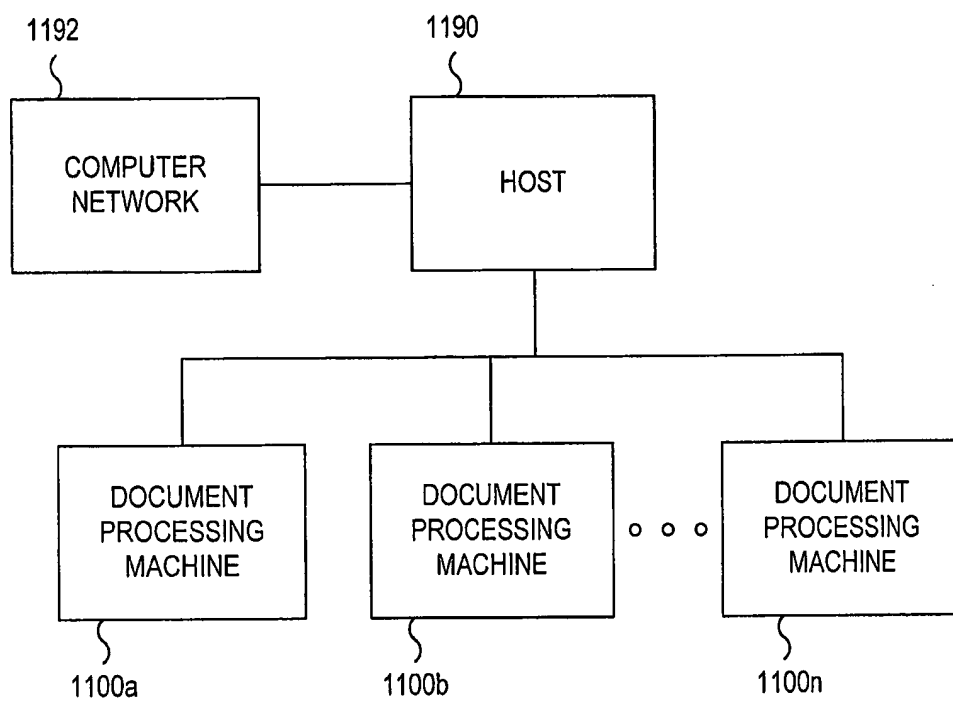 1192
1190
COMPUTER
NETWORK
HOST
DOCUMENT
PROCESSING
MACHINE
DOCUMENT
PROCESSING
MACHINE
DOCUMENT
PROCESSING
MACHINE
1100a
1100b
1100n